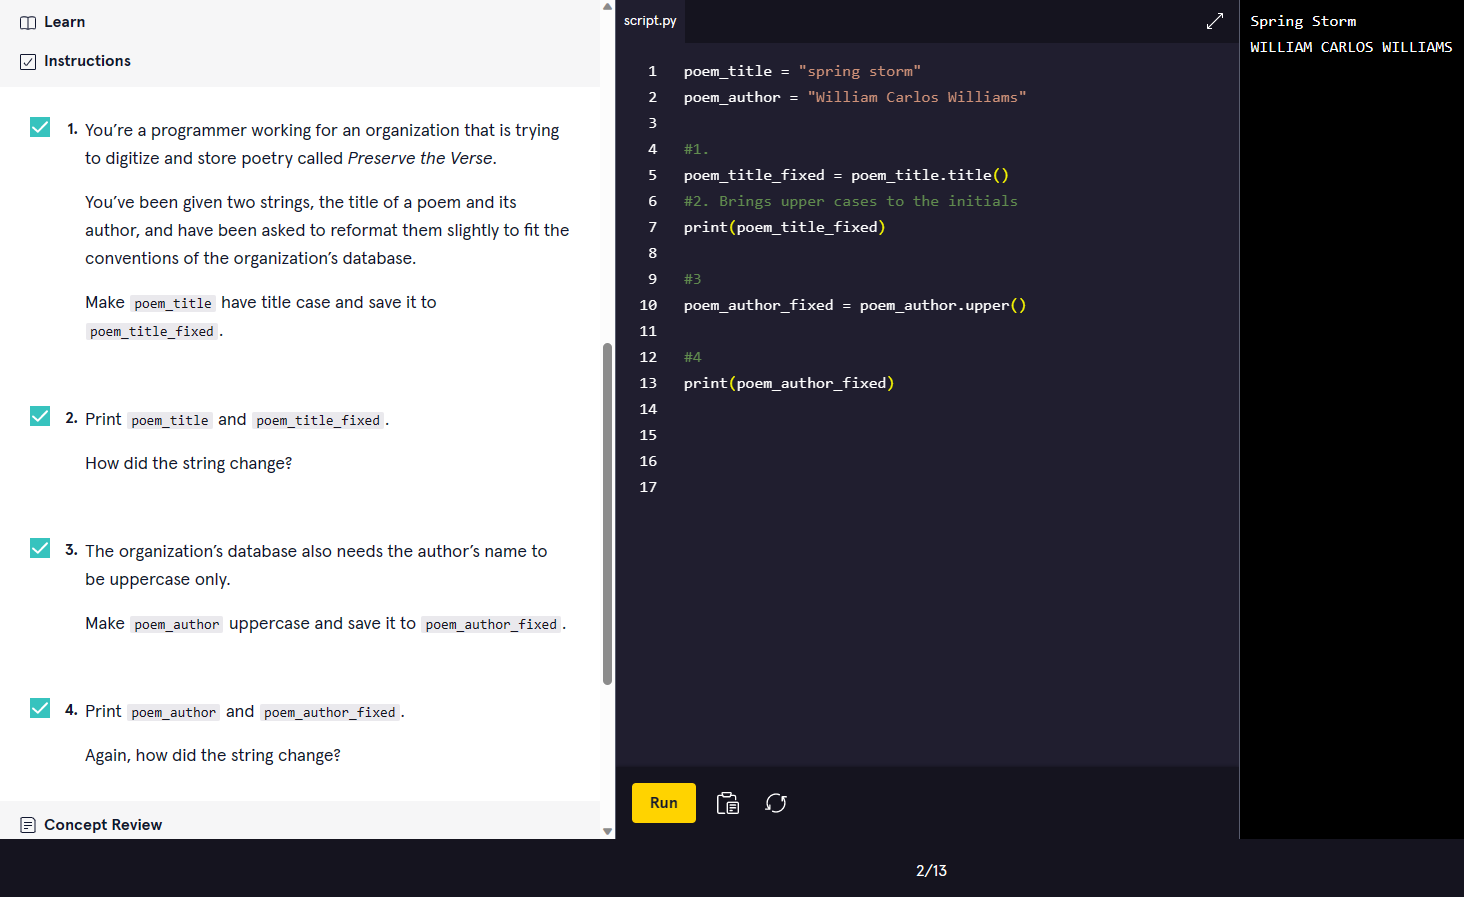 Learn
Instructions
1. You’re a programmer working for an organization that is trying
to digitize and store poetry called Preserve the Verse.
You’ve been given two strings, the title of a poem and its
author, and have been asked to reformat them slightly to fit the
conventions of the organization’s database.
Make poem_title have title case and save it to
poem_title_fixed.
2. Print poem_title and poem_title_fixed.
How did the string change?
3. The organization’s database also needs the author’s name to
be uppercase only.
Make poem_author uppercase and save it to poem_author_fixed.
4. Print poem_author and poem_author_fixed.
Again, how did the string change?
Concept Review
script.py
1 poem_title = "spring storm"
2 poem_author = "William Carlos Williams"
3
4 #1.
5 poem_title_fixed = poem_title.title()
6 #2. Brings upper cases to the initials
7 print(poem_title_fixed)
8
9 #3
10 poem_author_fixed = poem_author.upper()
11
12 #4
13 print(poem_author_fixed)
14
15
16
17
Run
Spring Storm
WILLIAM CARLOS WILLIAMS
2/13